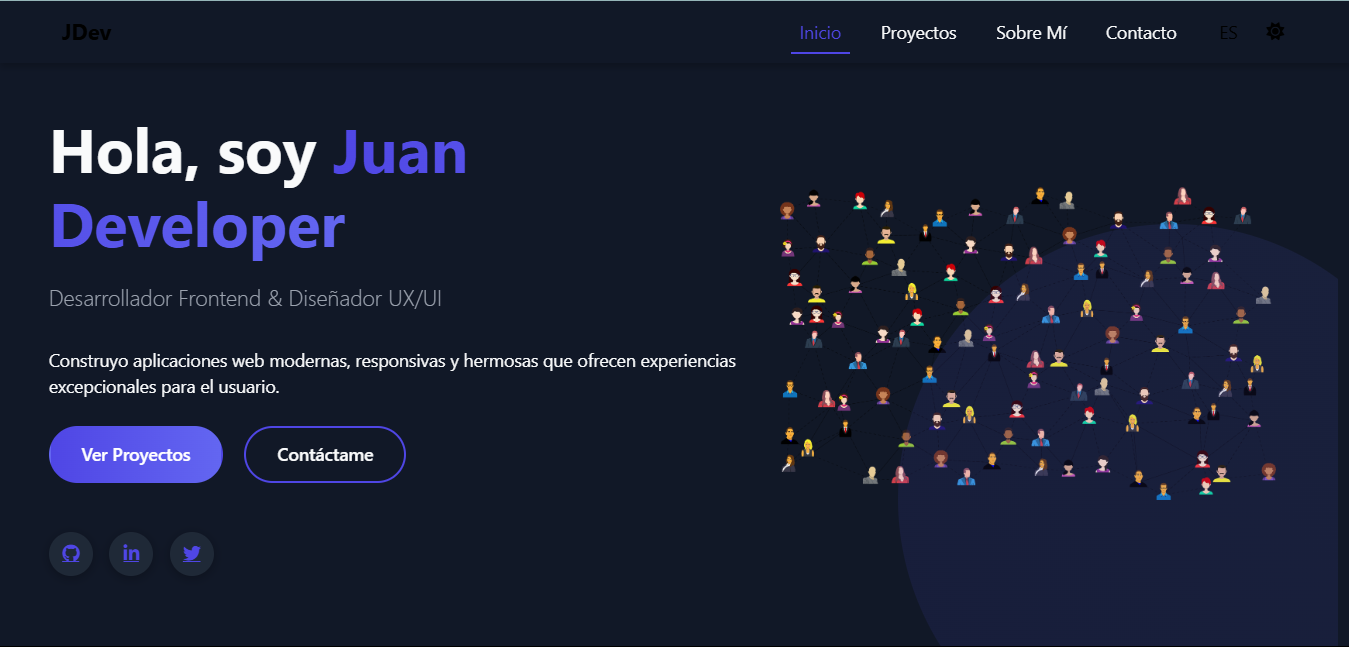 JDev
Inicio
Proyectos
Sobre Mí
Contacto
ES
Hola, soy Juan
Developer
Desarrollador Frontend & Diseñador UX/UI
Construyo aplicaciones web modernas, responsivas y hermosas que ofrecen experiencias
excepcionales para el usuario.
Ver Proyectos
Contáctame
in